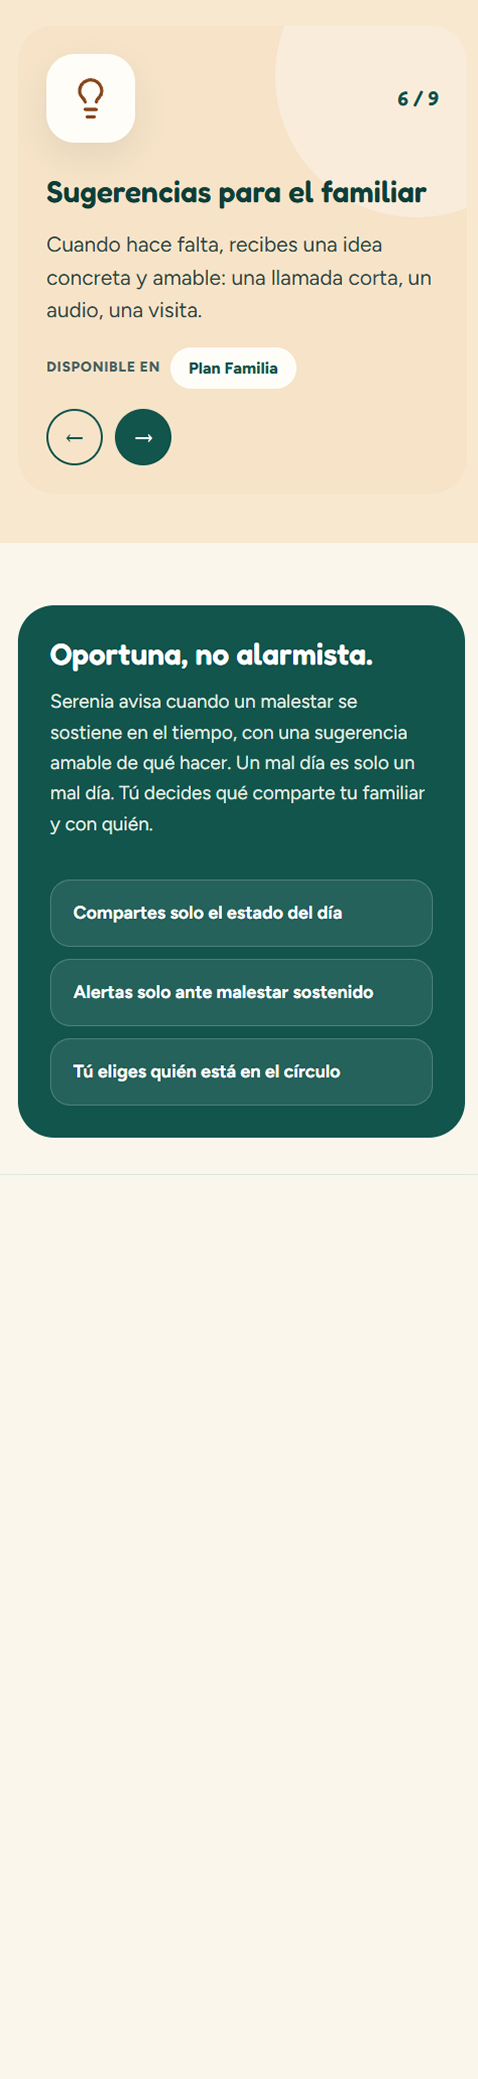 6 / 9
Sugerencias para el familiar
Cuando hace falta, recibes una idea
concreta y amable: una llamada corta, un
audio, una visita.
DISPONIBLE EN Plan Familia
← →
Oportuna, no alarmista.
Serenia avisa cuando un malestar se
sostiene en el tiempo, con una sugerencia
amable de qué hacer. Un mal día es solo un
mal día. Tú decides qué comparte tu familiar
y con quién.
Compartes solo el estado del día
Alertas solo ante malestar sostenido
Tú eliges quién está en el círculo